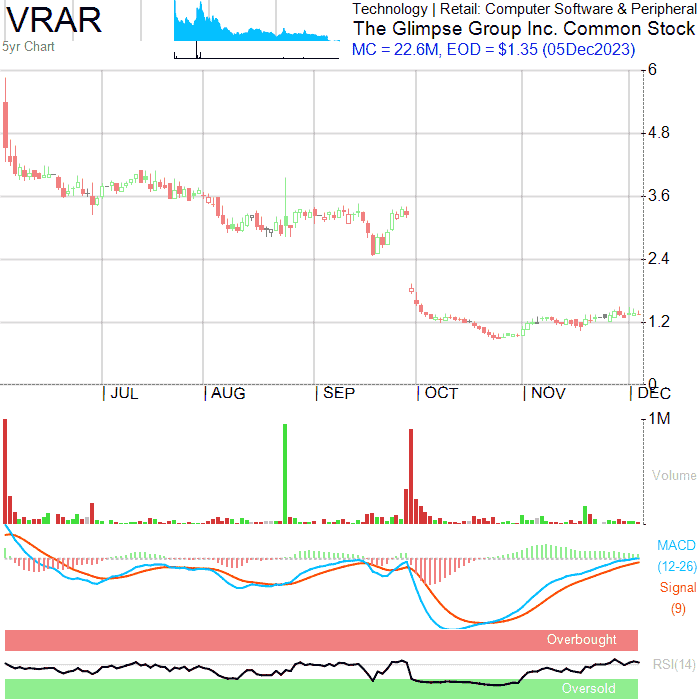 VRAR
5yr Chart
Technology | Retail: Computer Software & Peripheral
The Glimpse Group Inc. Common Stock
MC = 22.6M, EOD = $1.35 (05Dec2023)
6
4.8
3.6
2.4
1.2
0
JUL AUG SEP OCT NOV DEC
1M
Volume
MACD
(12-26)
Signal
(9)
Overbought
RSI(14)
Oversold